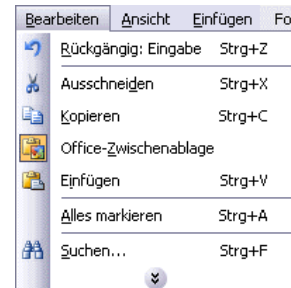 Bearbeiten Ansicht Einfügen Fo
Rückgängig: Eingabe Strg+Z
Ausschneiden Strg+X
Kopieren Strg+C
Office-Zwischenablage
Einfügen Strg+V
Alles markieren Strg+A
Suchen... Strg+F